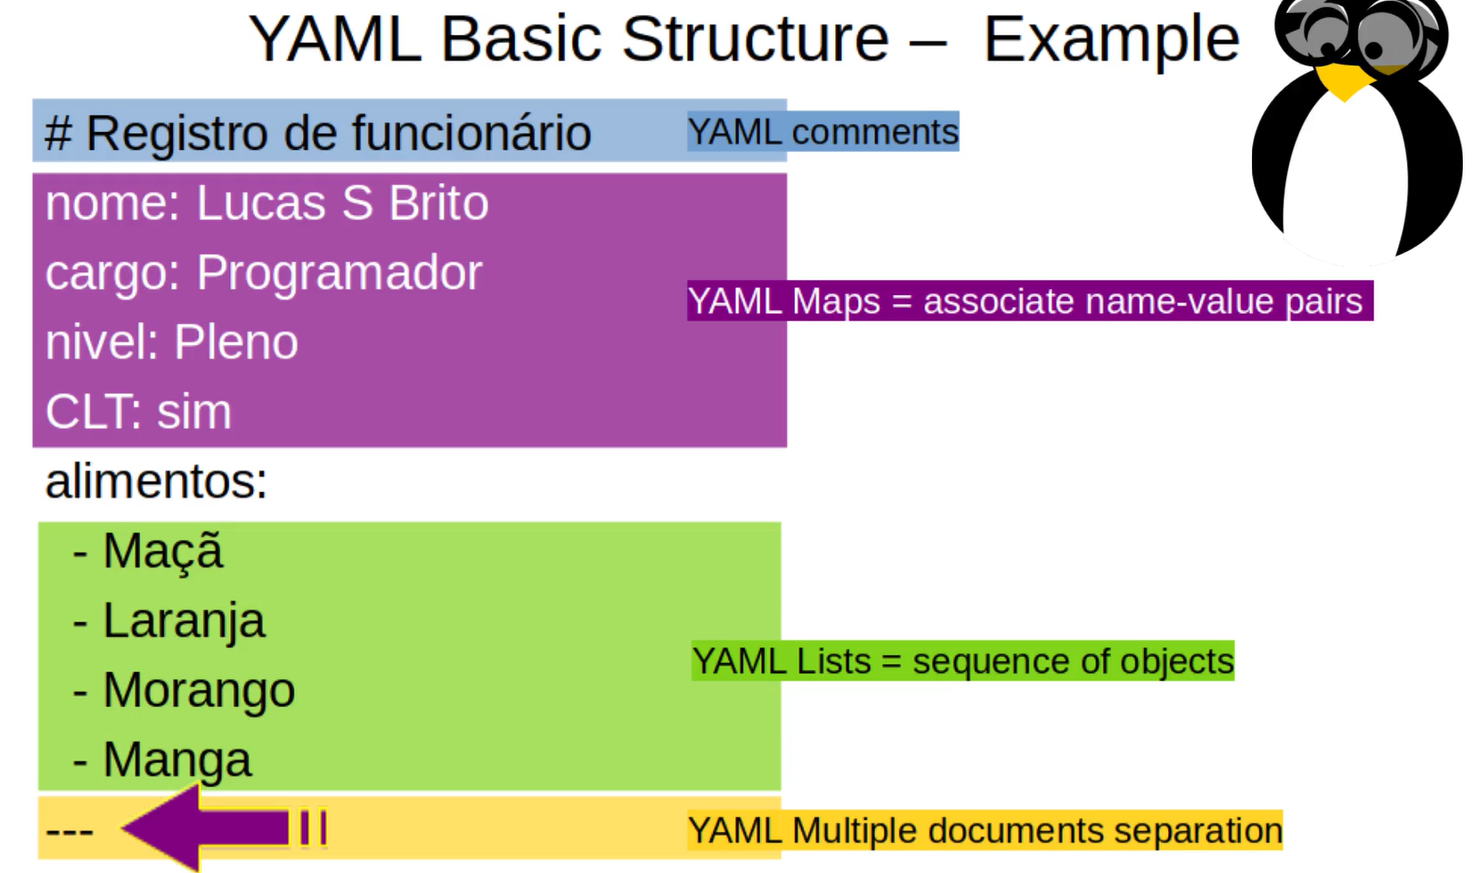 YAML Basic Structure – Example
# Registro de funcionário
YAML comments
nome: Lucas S Brito
cargo: Programador
YAML Maps = associate name-value pairs
nivel: Pleno
CLT: sim
alimentos:
- Maçã
- Laranja
YAML Lists = sequence of objects
- Morango
- Manga
---
YAML Multiple documents separation